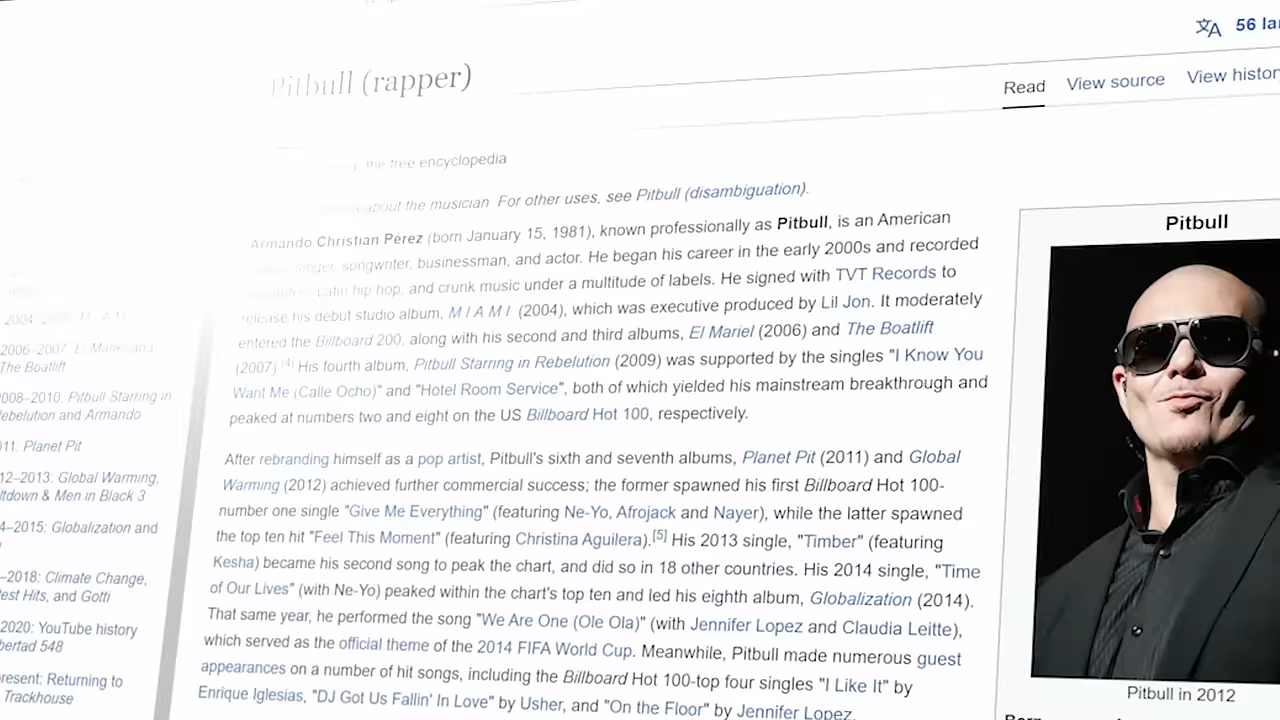 56 la
Pitbull (rapper)
Read View source View history
the free encyclopedia
about the musician For other uses, see Pitbull (disambiguation).
Armando Christian Pérez (born January 15, 1981), known professionally as Pitbull, is an American
singer, songwriter, businessman, and actor. He began his career in the early 2000s and recorded
Latin hip hop, and crunk music under a multitude of labels. He signed with TVT Records to
release his debut studio album, M.I.A.M.I. (2004), which was executive produced by Lil Jon. It moderately
entered the Billboard 200, along with his second and third albums, El Mariel (2006) and The Boatlift
(2007).[4] His fourth album, Pitbull Starring in Rebelution (2009) was supported by the singles "I Know You
Want Me (Calle Ocho)" and "Hotel Room Service", both of which yielded his mainstream breakthrough and
peaked at numbers two and eight on the US Billboard Hot 100, respectively.
After rebranding himself as a pop artist, Pitbull's sixth and seventh albums, Planet Pit (2011) and Global
Warming (2012) achieved further commercial success; the former spawned his first Billboard Hot 100-
number one single "Give Me Everything" (featuring Ne-Yo, Afrojack and Nayer), while the latter spawned
the top ten hit "Feel This Moment" (featuring Christina Aguilera).[5] His 2013 single, "Timber" (featuring
Kesha) became his second song to peak the chart, and did so in 18 other countries. His 2014 single, "Time
of Our Lives" (with Ne-Yo) peaked within the chart's top ten and led his eighth album, Globalization (2014).
That same year, he performed the song "We Are One (Ole Ola)" (with Jennifer Lopez and Claudia Leitte),
which served as the official theme of the 2014 FIFA World Cup. Meanwhile, Pitbull made numerous guest
appearances on a number of hit songs, including the Billboard Hot 100-top four singles "I Like It" by
Enrique Iglesias, "DJ Got Us Fallin' In Love" by Usher, and "On the Floor" by Jennifer Lopez.
2006–2007: El Mariel and
The Boatlift
008–2010: Pitbull Starring in
ebelution and Armando
011: Planet Pit
12–2013: Global Warming,
ltdown & Men in Black 3
4–2015: Globalization and
–2018: Climate Change,
test Hits, and Gotti
2020: YouTube history
bertad 548
resent: Returning to
Trackhouse
Pitbull
Pitbull in 2012
Born